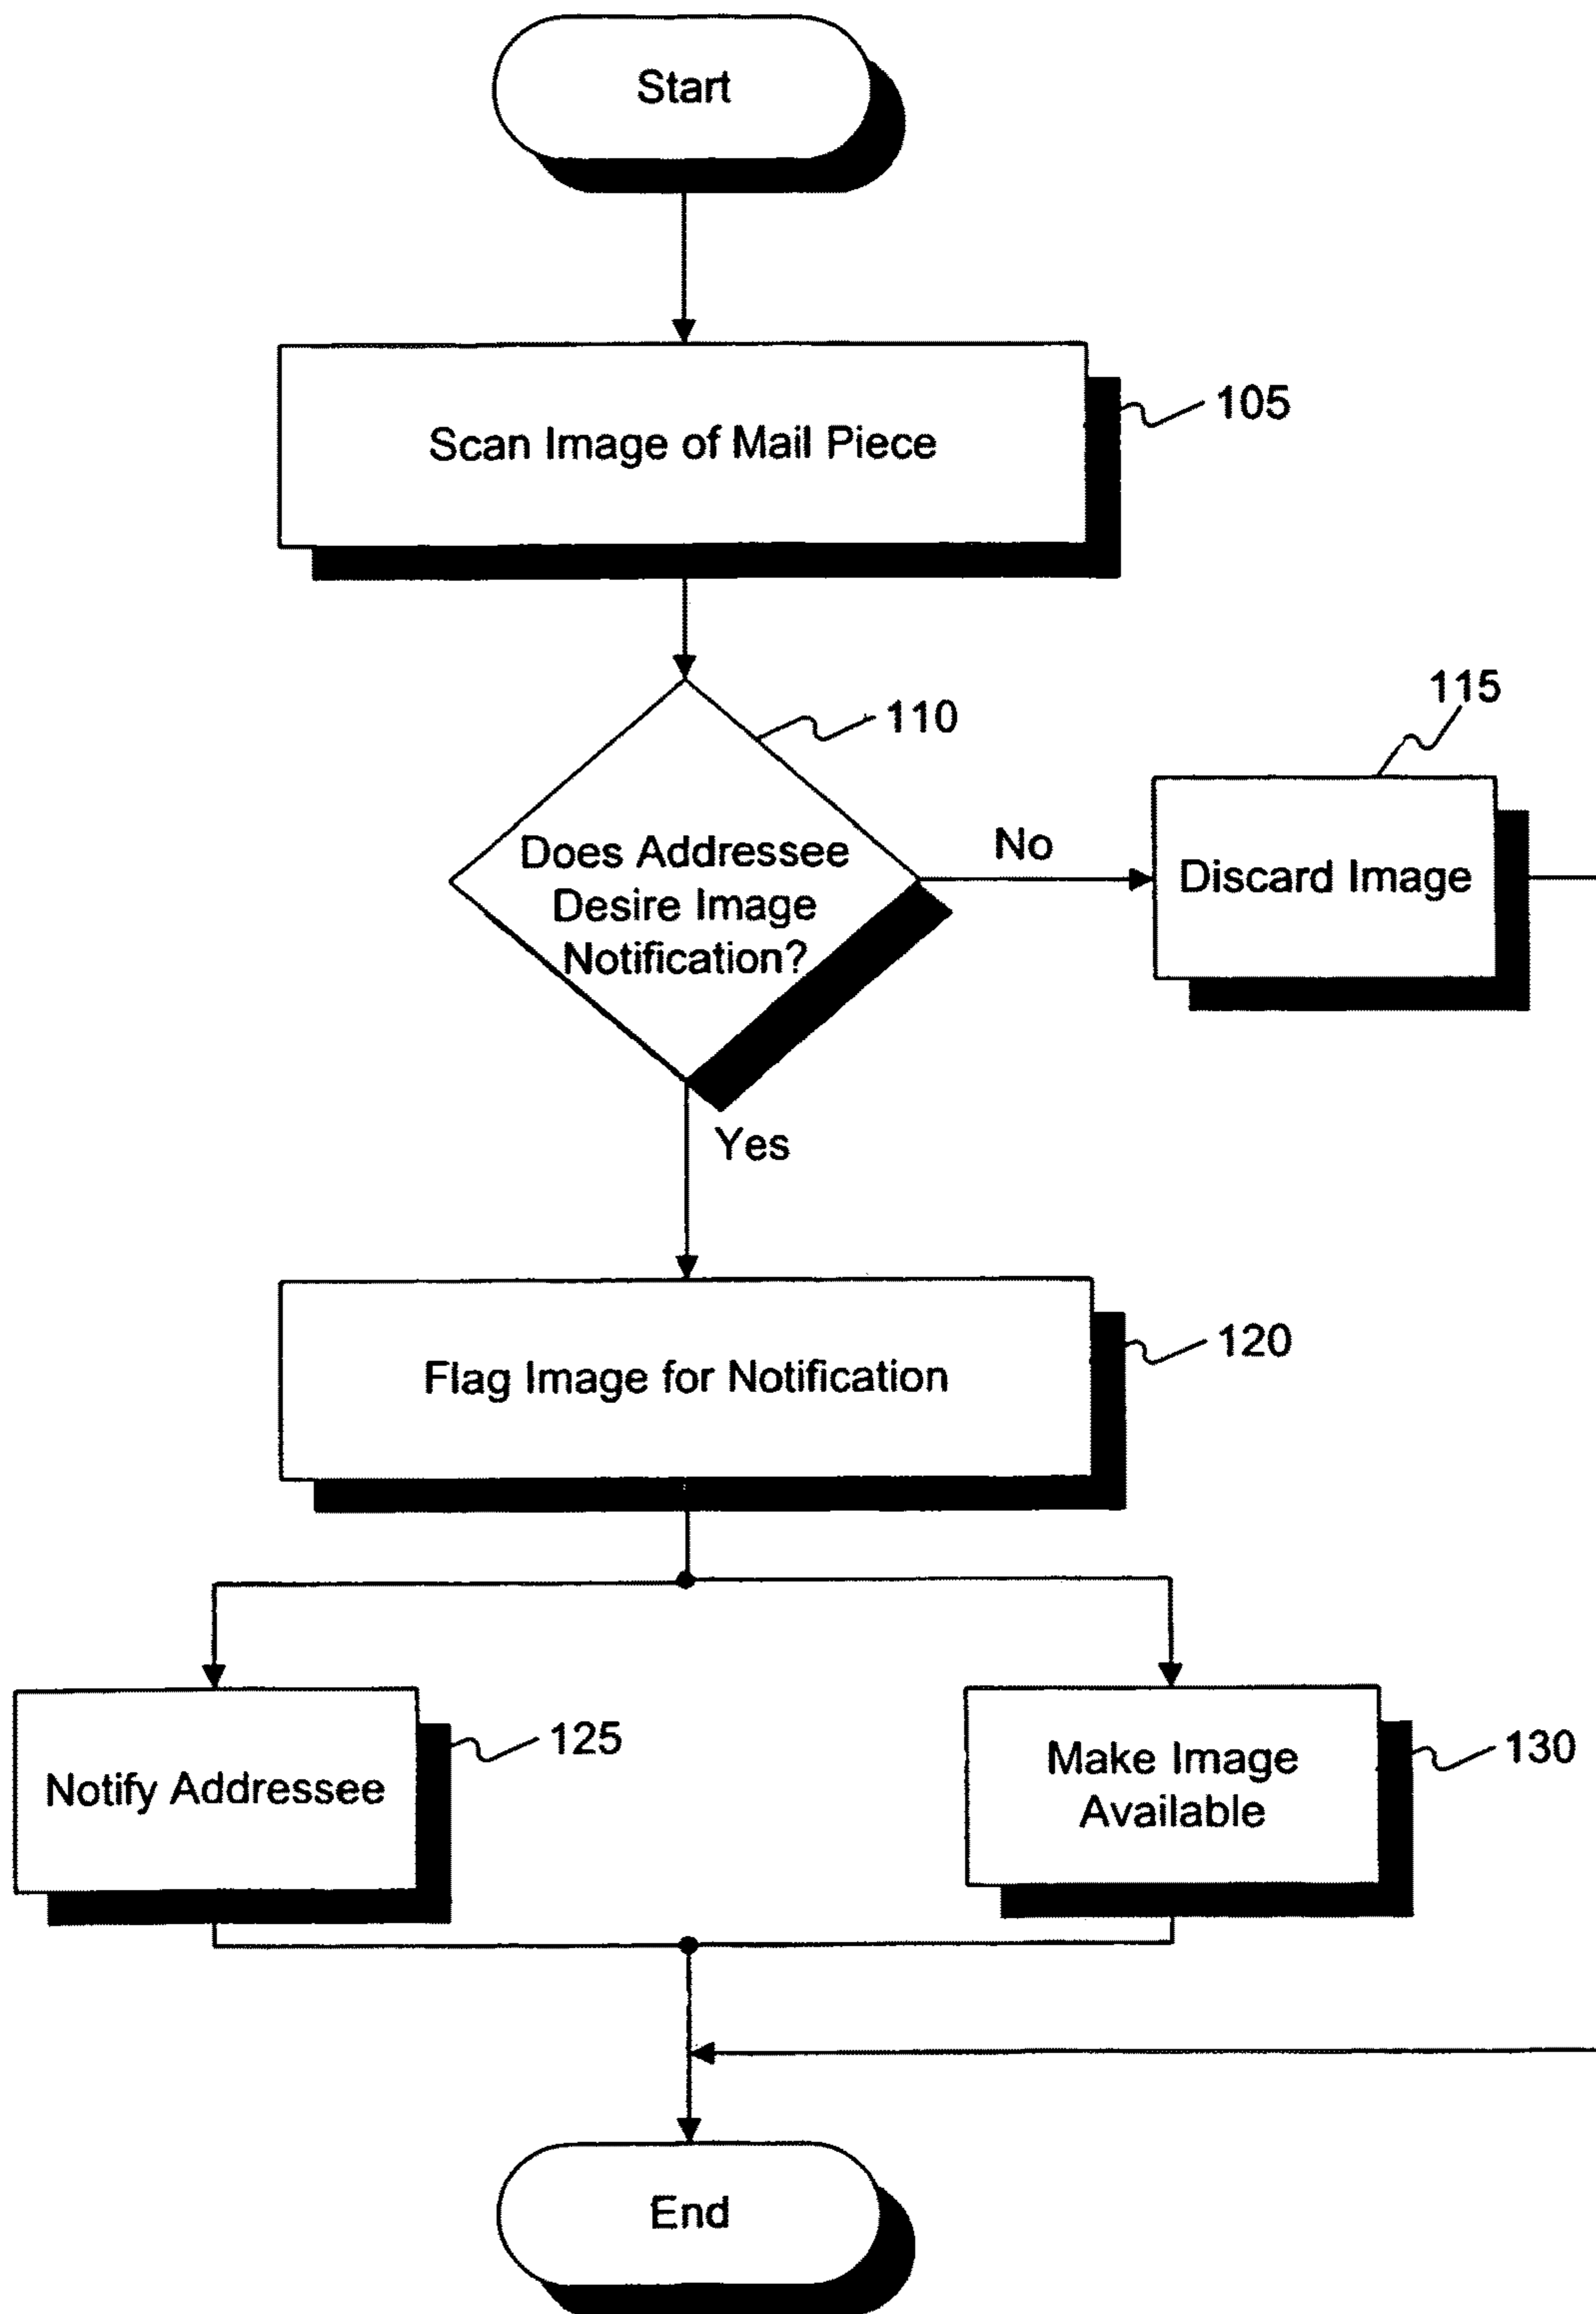 Start
Scan Image of Mail Piece
105
110
115
Does Addressee
Desire Image
Notification?
No
Discard Image
Yes
Flag Image for Notification
120
Notify Addressee
125
Make Image
Available
130
End